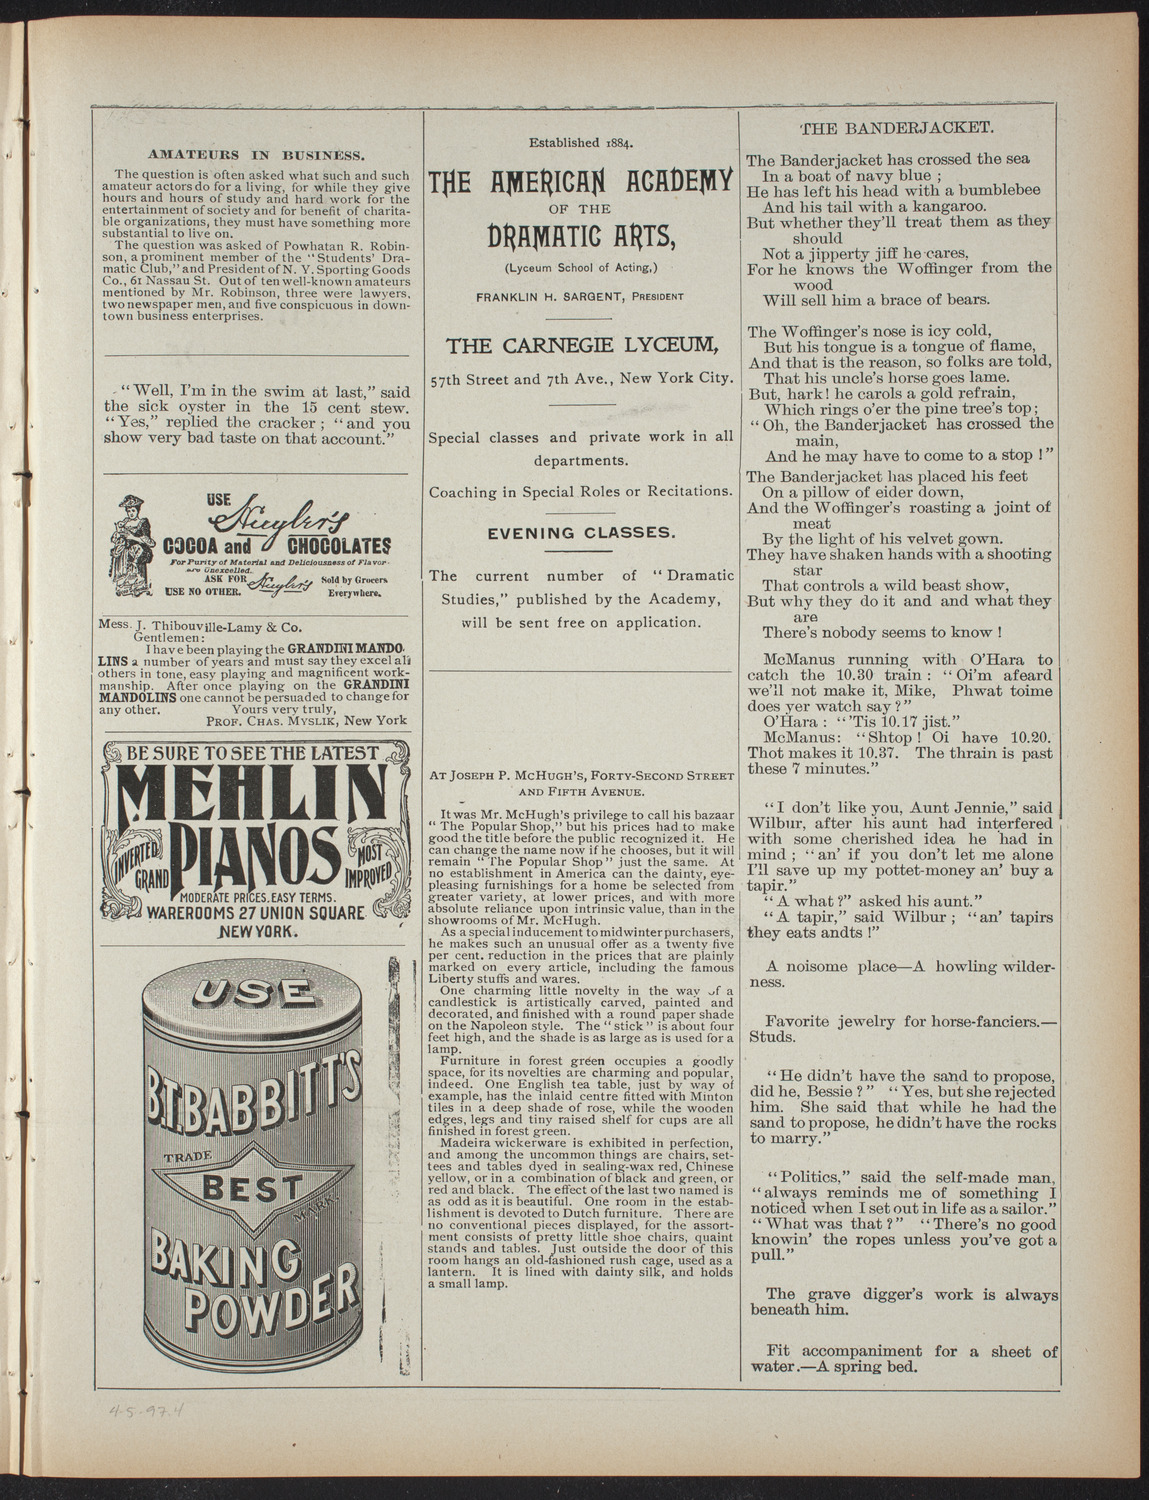 AMATEURS IN BUSINESS.
The question is often asked what such and such
amateur actors do for a living, for while they give
hours and hours of study and hard work for the
entertainment of society and for benefit of charita-
ble organizations, they must have something more
substantial to live on.
The question was asked of Powhatan R. Robin-
son, a prominent member of the "Students' Dra-
matic Club," and President of N. Y. Sporting Goods
Co., 61 Nassau St. Out of ten well-known amateurs
mentioned by Mr. Robinson, three were lawyers,
two newspaper men, and five conspicuous in down-
town business enterprises.
"Well, I'm in the swim at last," said
the sick oyster in the 15 cent stew.
"Yes," replied the cracker; "and you
show very bad taste on that account."
USE
Huyler's
COCOA and CHOCOLATES
For Purity of Material and Deliciousness of Flavor
are Unexcelled.
ASK FOR Huyler's Sold by Grocers
USE NO OTHER. Everywhere.
Mess. J. Thibouville-Lamy & Co.
Gentlemen:
I have been playing the GRANDINI MANDO-
LINS a number of years and must say they excel all
others in tone, easy playing and magnificent work-
manship. After once playing on the GRANDINI
MANDOLINS one cannot be persuaded to change for
any other. Yours very truly,
PROF. CHAS. MYSLIK, New York
BE SURE TO SEE THE LATEST
MEHLIN
PIANOS
INVERTED
GRAND
MOST
IMPROVED
MODERATE PRICES. EASY TERMS.
WAREROOMS 27 UNION SQUARE
NEW YORK.
USE
B.T. BABBITT'S
TRADE
BEST
MARK.
BAKING
POWDER
Established 1884.
THE AMERICAN ACADEMY
OF THE
DRAMATIC ARTS,
(Lyceum School of Acting,)
FRANKLIN H. SARGENT, PRESIDENT
THE CARNEGIE LYCEUM,
57th Street and 7th Ave., New York City.
Special classes and private work in all
departments.
Coaching in Special Roles or Recitations.
EVENING CLASSES.
The current number of "Dramatic
Studies," published by the Academy,
will be sent free on application.
AT JOSEPH P. MCHUGH'S, FORTY-SECOND STREET
AND FIFTH AVENUE.
It was Mr. McHugh's privilege to call his bazaar
"The Popular Shop," but his prices had to make
good the title before the public recognized it. He
can change the name now if he chooses, but it will
remain "The Popular Shop" just the same. At
no establishment in America can the dainty, eye-
pleasing furnishings for a home be selected from
greater variety, at lower prices, and with more
absolute reliance upon intrinsic value, than in the
showrooms of Mr. McHugh.
As a special inducement to midwinter purchasers,
he makes such an unusual offer as a twenty five
per cent. reduction in the prices that are plainly
marked on every article, including the famous
Liberty stuffs and wares.
One charming little novelty in the way of a
candlestick is artistically carved, painted and
decorated, and finished with a round paper shade
on the Napoleon style. The "stick" is about four
feet high, and the shade is as large as is used for a
lamp.
Furniture in forest green occupies a goodly
space, for its novelties are charming and popular,
indeed. One English tea table, just by way of
example, has the inlaid centre fitted with Minton
tiles in a deep shade of rose, while the wooden
edges, legs and tiny raised shelf for cups are all
finished in forest green.
Madeira wickerware is exhibited in perfection,
and among the uncommon things are chairs, set-
tees and tables dyed in sealing-wax red, Chinese
yellow, or in a combination of black and green, or
red and black. The effect of the last two named is
as odd as it is beautiful. One room in the estab-
lishment is devoted to Dutch furniture. There are
no conventional pieces displayed, for the assort-
ment consists of pretty little shoe chairs, quaint
stands and tables. Just outside the door of this
room hangs an old-fashioned rush cage, used as a
lantern. It is lined with dainty silk, and holds
a small lamp.
THE BANDERJACKET.
The Banderjacket has crossed the sea
In a boat of navy blue;
He has left his head with a bumblebee
And his tail with a kangaroo.
But whether they'll treat them as they
should
Not a jipperty jiff he cares,
For he knows the Woffinger from the
wood
Will sell him a brace of bears.
The Woffinger's nose is icy cold,
But his tongue is a tongue of flame,
And that is the reason, so folks are told,
That his uncle's horse goes lame.
But, hark! he carols a gold refrain,
Which rings o'er the pine tree's top;
"Oh, the Banderjacket has crossed the
main,
And he may have to come to a stop!"
The Banderjacket has placed his feet
On a pillow of eider down,
And the Woffinger's roasting a joint of
meat
By the light of his velvet gown.
They have shaken hands with a shooting
star
That controls a wild beast show,
But why they do it and and what they
are
There's nobody seems to know!
McManus running with O'Hara to
catch the 10.30 train: "Oi'm afeard
we'll not make it, Mike, Phwat toime
does yer watch say?"
O'Hara: "'Tis 10.17 jist."
McManus: "Shtop! Oi have 10.20.
Thot makes it 10.37. The thrain is past
these 7 minutes."
"I don't like you, Aunt Jennie," said
Wilbur, after his aunt had interfered
with some cherished idea he had in
mind; "an' if you don't let me alone
I'll save up my pottet-money an' buy a
tapir."
"A what?" asked his aunt."
"A tapir," said Wilbur; "an' tapirs
they eats andts!"
A noisome place—A howling wilder-
ness.
Favorite jewelry for horse-fanciers.—
Studs.
"He didn't have the sand to propose,
did he, Bessie?" "Yes, but she rejected
him. She said that while he had the
sand to propose, he didn't have the rocks
to marry."
"Politics," said the self-made man,
"always reminds me of something I
noticed when I set out in life as a sailor."
"What was that?" "There's no good
knowin' the ropes unless you've got a
pull."
The grave digger's work is always
beneath him.
Fit accompaniment for a sheet of
water.—A spring bed.
4-5-97.4